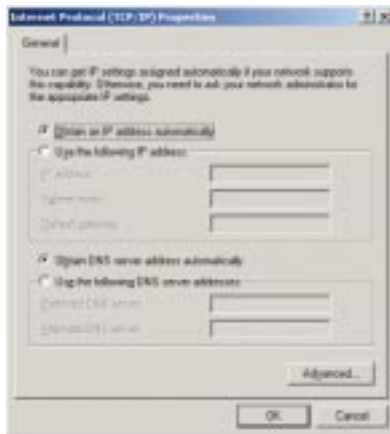 Internet Protocol (TCP/IP) Properties
General
You can get IP settings assigned automatically if your network supports
this capability. Otherwise, you need to ask your network administrator for
the appropriate IP settings.
Obtain an IP address automatically
Use the following IP address:
IP address:
Subnet mask:
Default gateway:
Obtain DNS server address automatically
Use the following DNS server addresses:
Preferred DNS server:
Alternate DNS server:
Advanced...
OK
Cancel